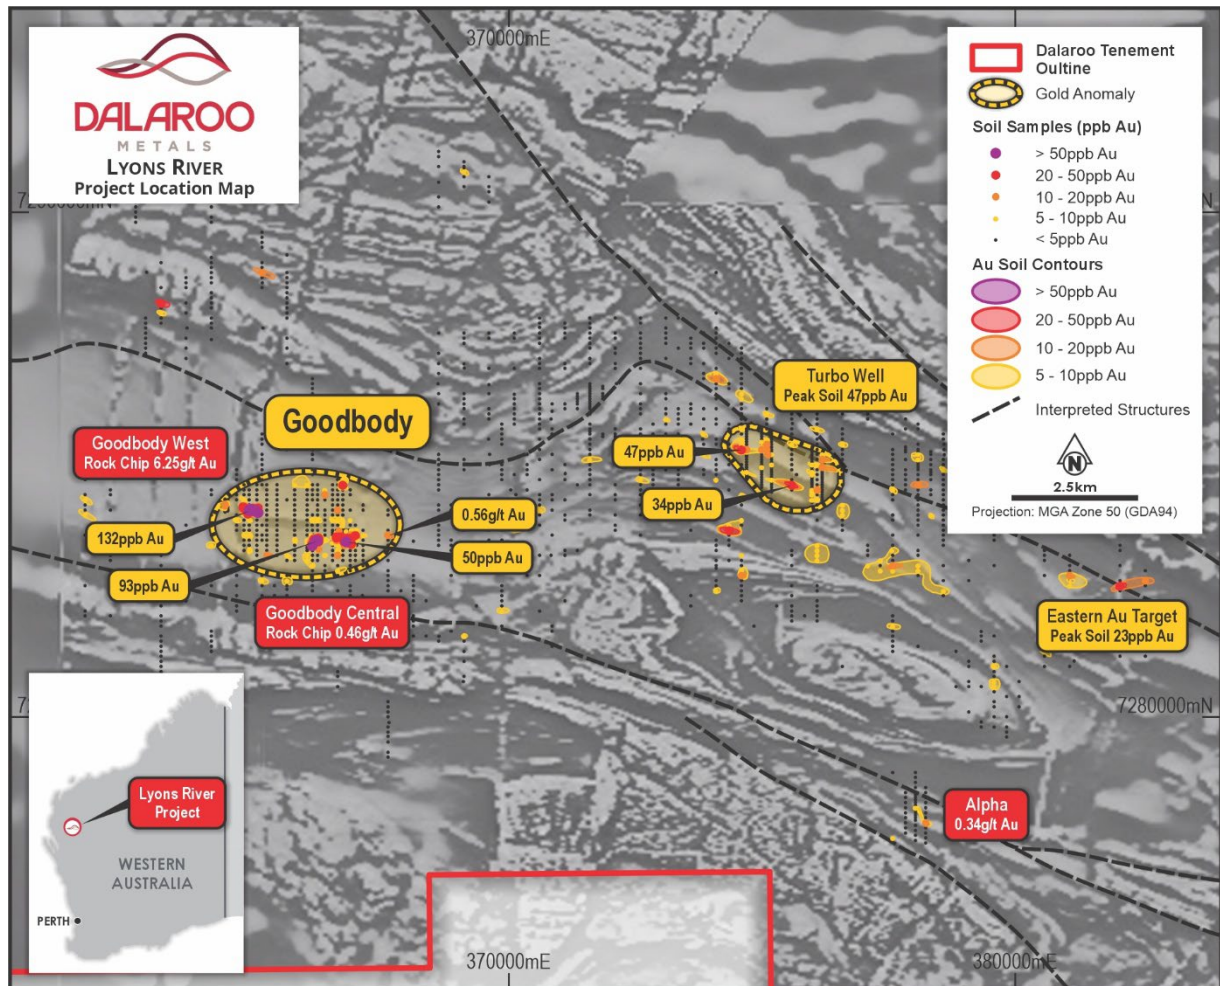 DALAROO
METALS
LYONS RIVER
Project Location Map
370000mE
Dalaroo Tenement
Oultine
Gold Anomaly
Soil Samples (ppb Au)
> 50ppb Au
20 - 50ppb Au
10 - 20ppb Au
5 - 10ppb Au
< 5ppb Au
Au Soil Contours
> 50ppb Au
20 - 50ppb Au
10 - 20ppb Au
5 - 10ppb Au
Interpreted Structures
N
2.5km
Projection: MGA Zone 50 (GDA94)
Goodbody
Turbo Well
Peak Soil 47ppb Au
Goodbody West
Rock Chip 6.25g/t Au
47ppb Au
34ppb Au
0.56g/t Au
132ppb Au
50ppb Au
93ppb Au
Goodbody Central
Rock Chip 0.46g/t Au
Eastern Au Target
Peak Soil 23ppb Au
7280000mN
Lyons River
Project
WESTERN
AUSTRALIA
PERTH
Alpha
0.34g/t Au
370000mE
380000mE